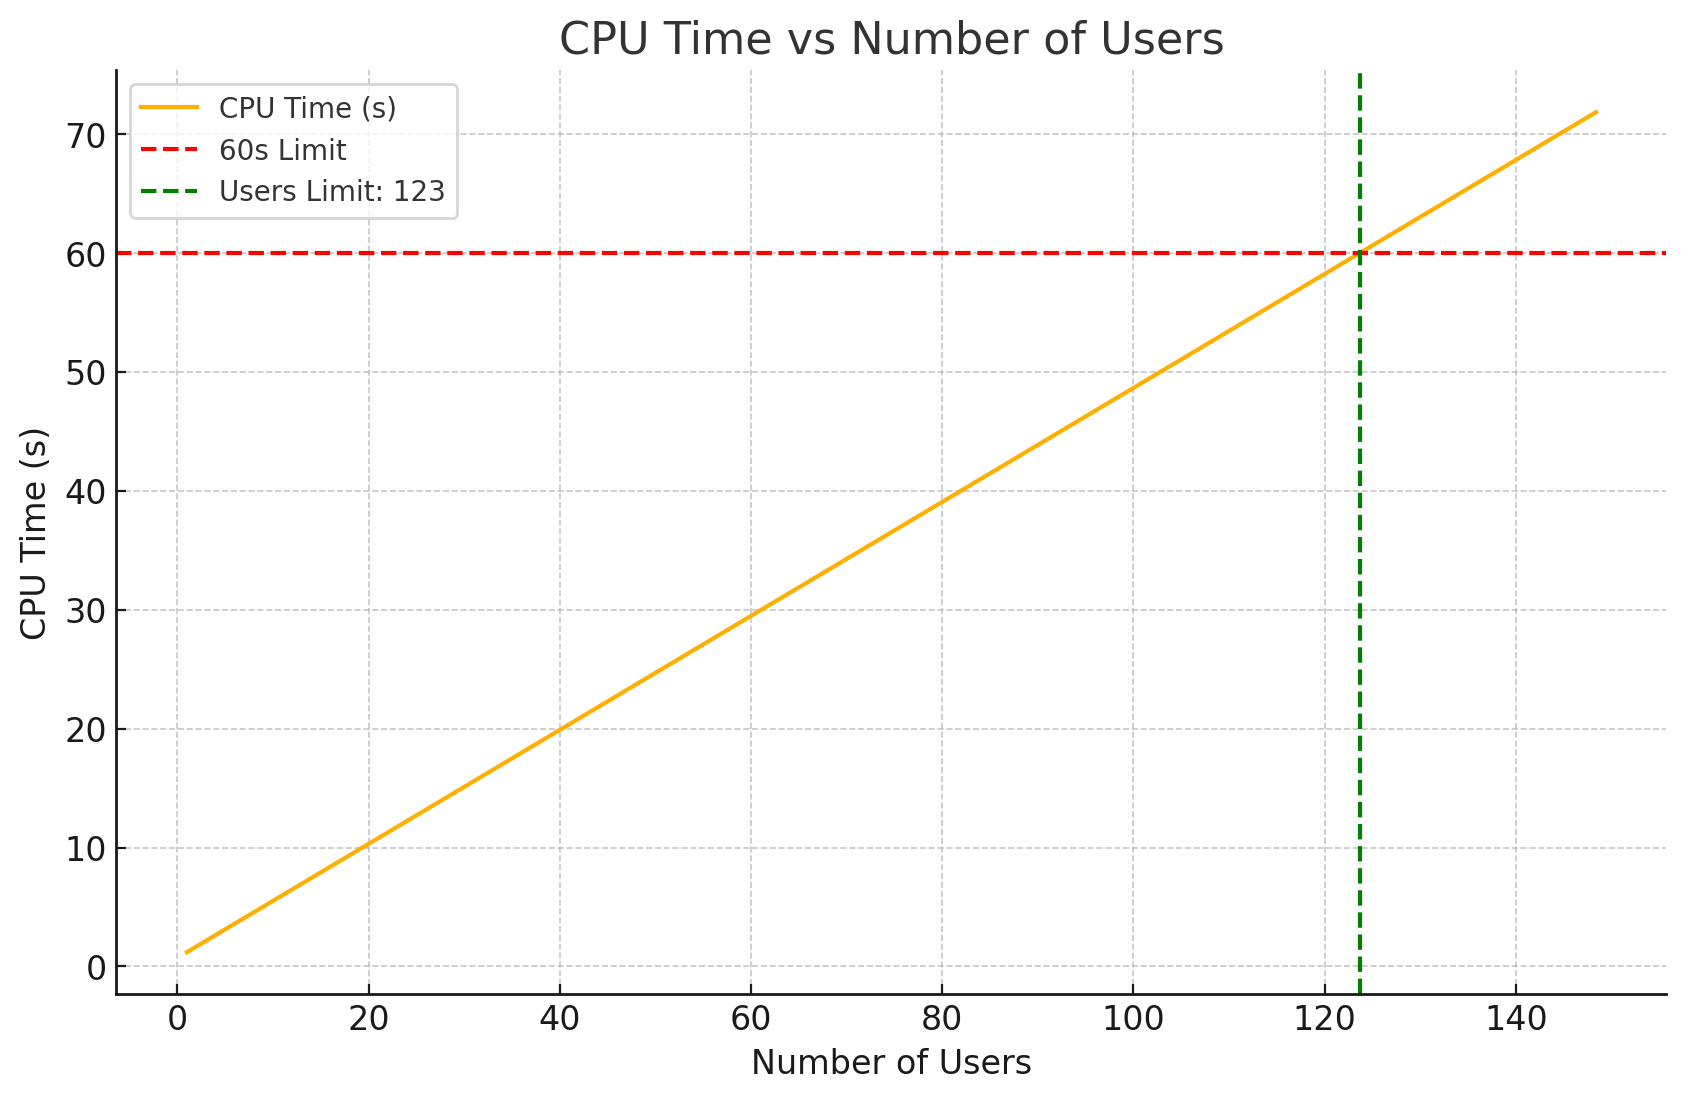 CPU Time vs Number of Users
CPU Time (s)
60s Limit
Users Limit: 123
70
60
50
40
30
20
10
0
CPU Time (s)
0 20 40 60 80 100 120 140
Number of Users